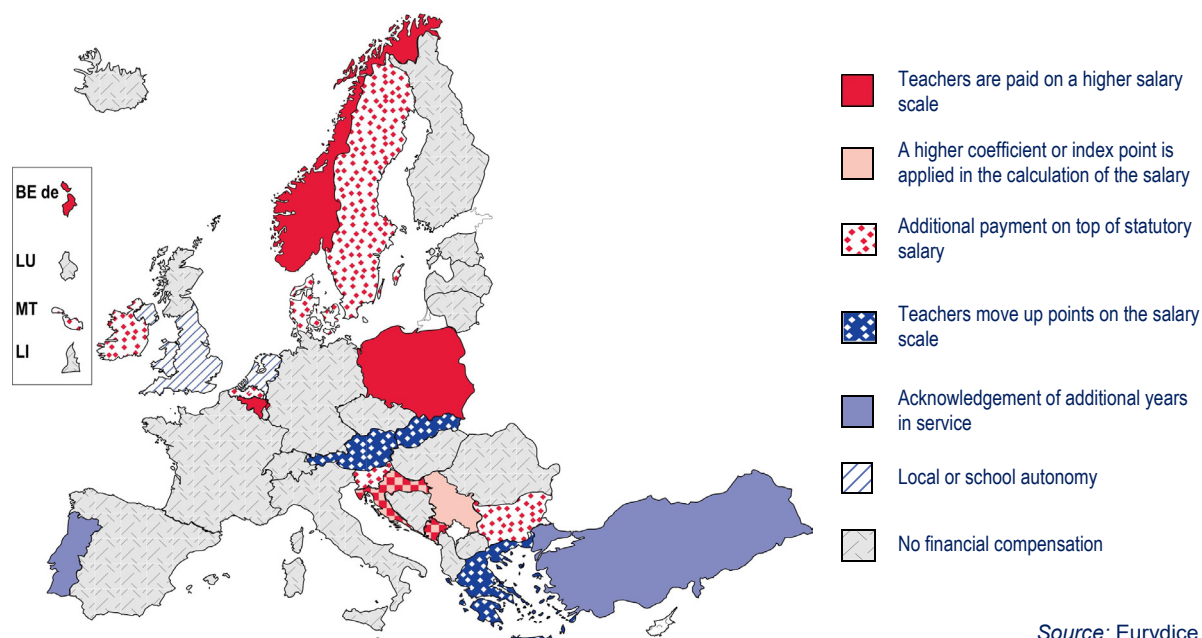 BE de
LU
MT
LI
Teachers are paid on a higher salary
scale
A higher coefficient or index point is
applied in the calculation of the salary
Additional payment on top of statutory
salary
Teachers move up points on the salary
scale
Acknowledgement of additional years
in service
Local or school autonomy
No financial compensation
Source: Eurydice